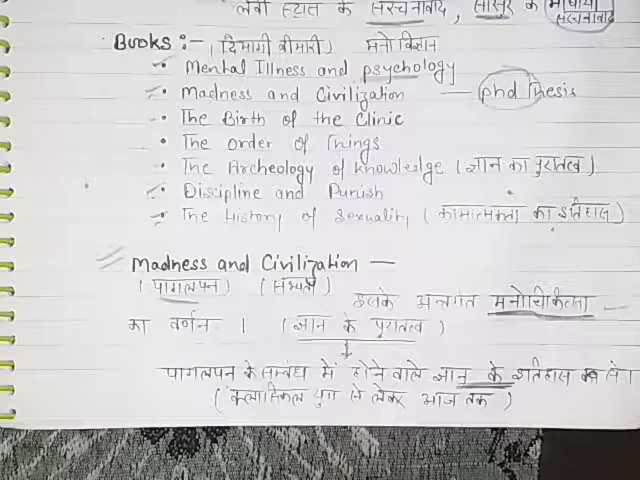 लेवी स्ट्रास के संरचनावाद, सासुर के भाषायी संरचनावाद
Books :- (दिमागी बीमारी) मनोविज्ञान
• Mental Illness and psychology
• Madness and Civilization — phd Thesis
• The Birth of the Clinic
• The order of Things
• The Archeology of knowledge (ज्ञान का पुरातत्व)
• Discipline and Punish
• The History of Sexuality (कामात्मकता का इतिहास)
Madness and Civilization —
(पागलपन) (सभ्यता)
इसके अन्तर्गत मनोचिकित्सा
का वर्णन । (ज्ञान के पुरातत्व)
पागलपन के सम्बंध में होने वाले ज्ञान के इतिहास का
(क्लासिकल युग से लेकर आज तक)